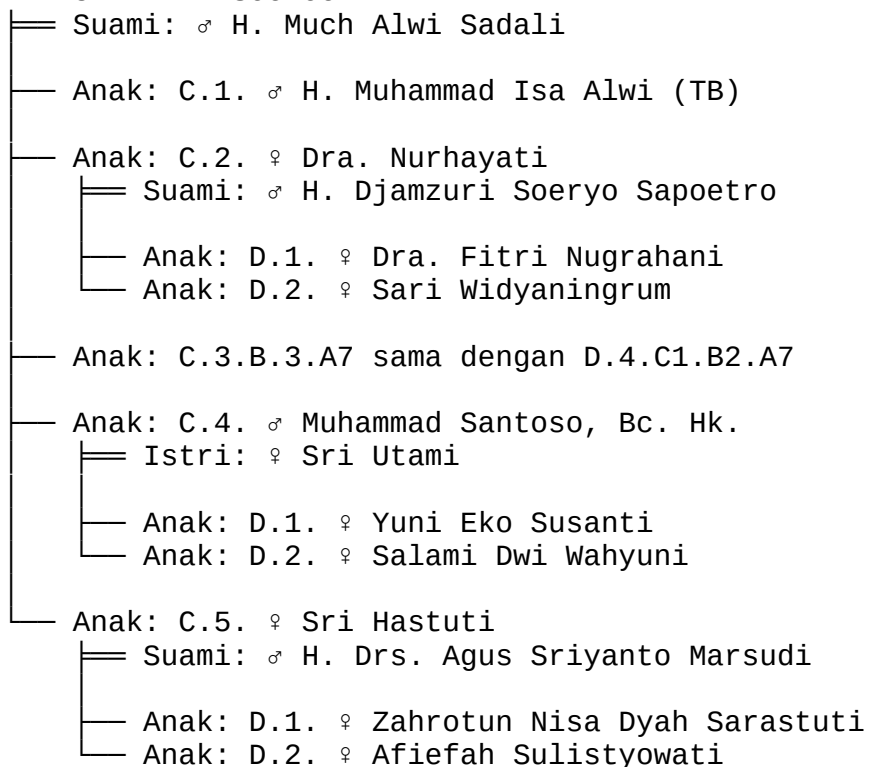 Suami: ♂ H. Much Alwi Sadali
Anak: C.1. ♂ H. Muhammad Isa Alwi (TB)
Anak: C.2. ♀ Dra. Nurhayati
Suami: ♂ H. Djamzuri Soeryo Sapoetro
Anak: D.1. ♀ Dra. Fitri Nugrahani
Anak: D.2. ♀ Sari Widyaningrum
Anak: C.3.B.3.A7 sama dengan D.4.C1.B2.A7
Anak: C.4. ♂ Muhammad Santoso, Bc. Hk.
Istri: ♀ Sri Utami
Anak: D.1. ♀ Yuni Eko Susanti
Anak: D.2. ♀ Salami Dwi Wahyuni
Anak: C.5. ♀ Sri Hastuti
Suami: ♂ H. Drs. Agus Sriyanto Marsudi
Anak: D.1. ♀ Zahrotun Nisa Dyah Sarastuti
Anak: D.2. ♀ Afiefah Sulistyowati